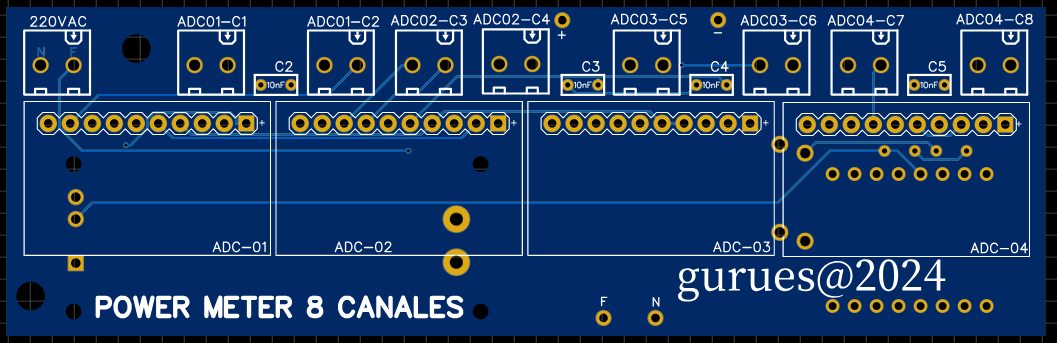 220VAC ADC01-C1 ADC01-C2 ADC02-C3 ADC02-C4 ADC03-C5 ADC03-C6 ADC04-C7 ADC04-C8
+ −
N F
C2 C3 C4 C5
10nF 10nF 10nF 10nF
+ + + +
ADC-01 ADC-02 ADC-03 ADC-04
gurues@2024
POWER METER 8 CANALES
F N